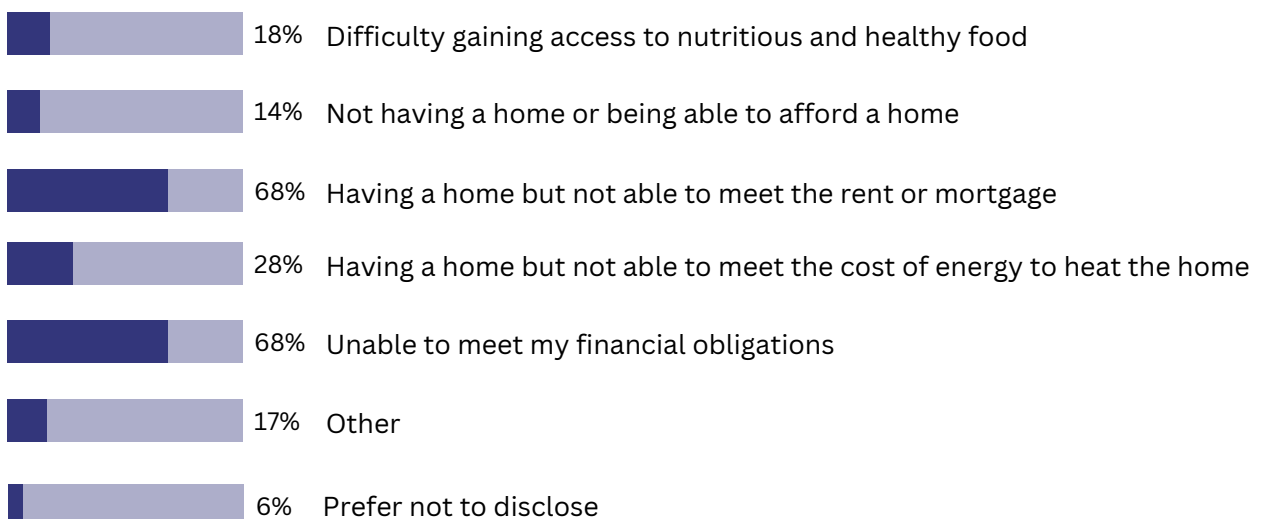 18% Difficulty gaining access to nutritious and healthy food
14% Not having a home or being able to afford a home
68% Having a home but not able to meet the rent or mortgage
28% Having a home but not able to meet the cost of energy to heat the home
68% Unable to meet my financial obligations
17% Other
6% Prefer not to disclose